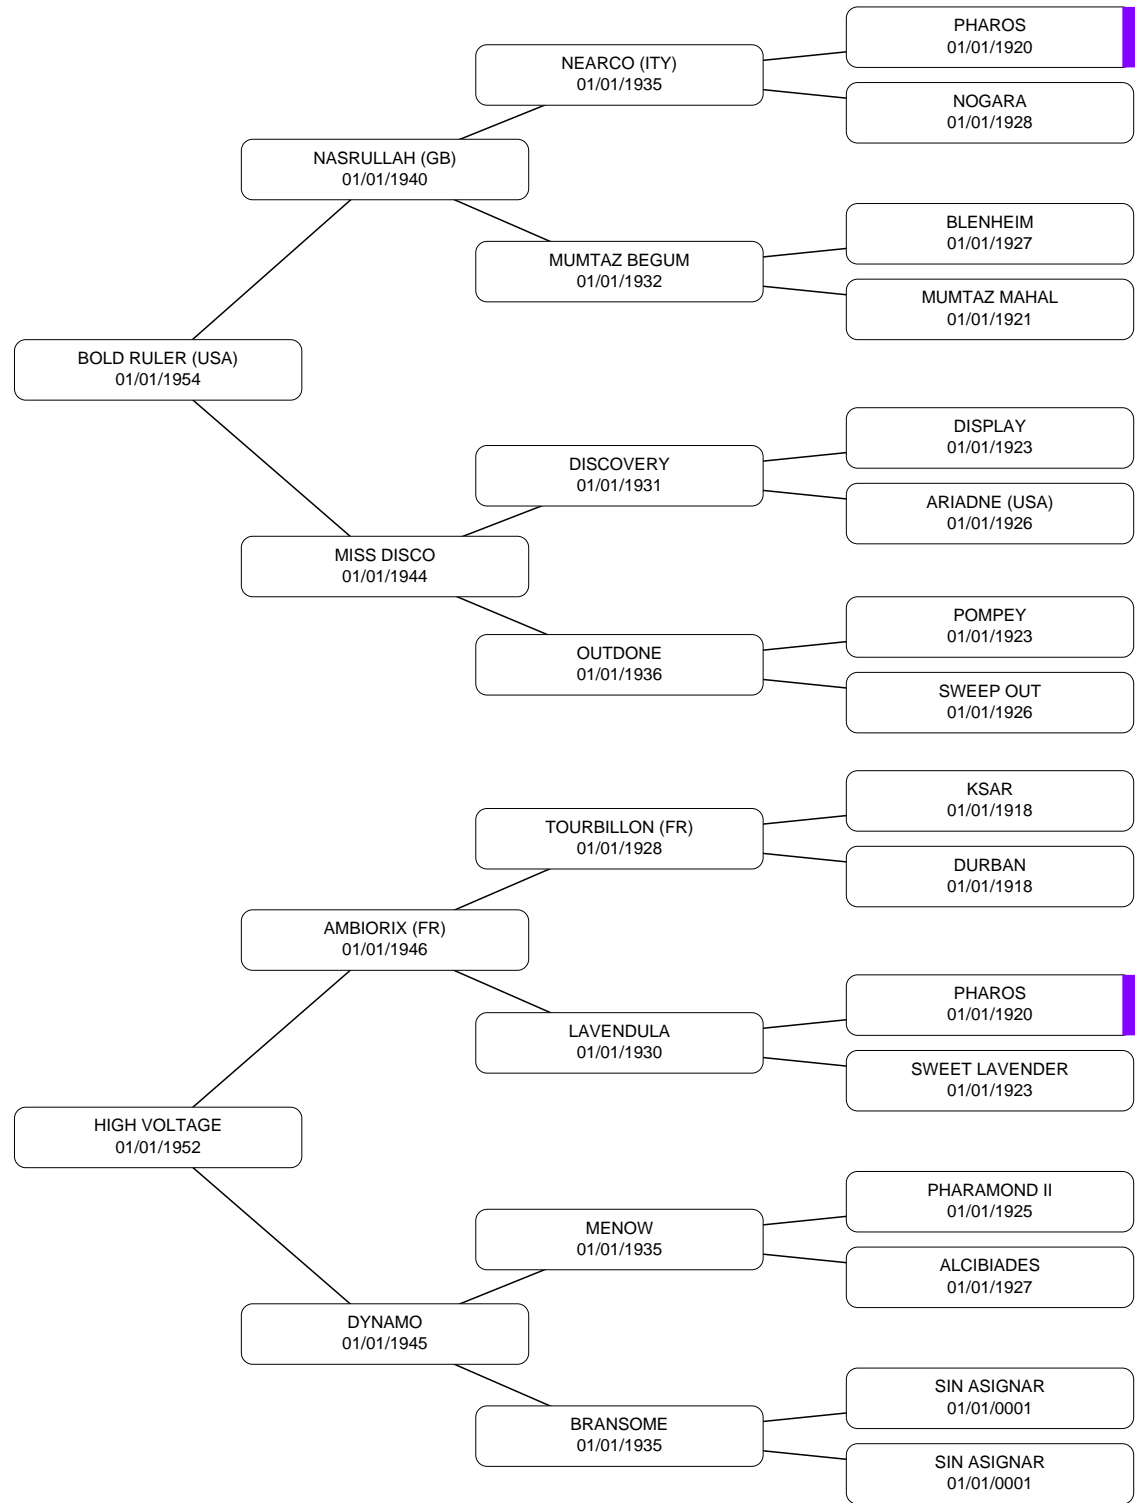 PHAROS
01/01/1920
NEARCO (ITY)
01/01/1935
NOGARA
01/01/1928
NASRULLAH (GB)
01/01/1940
BLENHEIM
01/01/1927
MUMTAZ BEGUM
01/01/1932
MUMTAZ MAHAL
01/01/1921
BOLD RULER (USA)
01/01/1954
DISPLAY
01/01/1923
DISCOVERY
01/01/1931
ARIADNE (USA)
01/01/1926
MISS DISCO
01/01/1944
POMPEY
01/01/1923
OUTDONE
01/01/1936
SWEEP OUT
01/01/1926
KSAR
01/01/1918
TOURBILLON (FR)
01/01/1928
DURBAN
01/01/1918
AMBIORIX (FR)
01/01/1946
PHAROS
01/01/1920
LAVENDULA
01/01/1930
SWEET LAVENDER
01/01/1923
HIGH VOLTAGE
01/01/1952
PHARAMOND II
01/01/1925
MENOW
01/01/1935
ALCIBIADES
01/01/1927
DYNAMO
01/01/1945
SIN ASIGNAR
01/01/0001
BRANSOME
01/01/1935
SIN ASIGNAR
01/01/0001